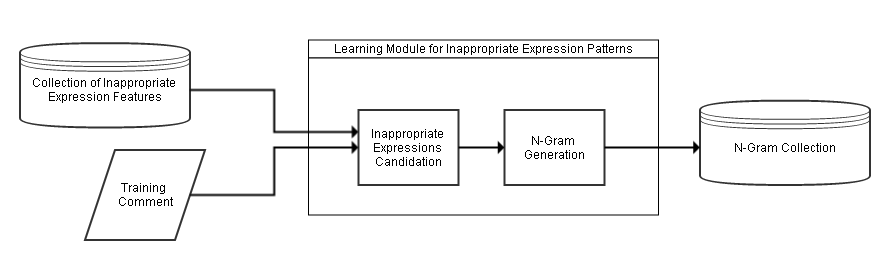 Learning Module for Inappropriate Expression Patterns
Collection of Inappropriate
Expression Features
Training
Comment
Inappropriate
Expressions
Candidation
N-Gram
Generation
N-Gram Collection